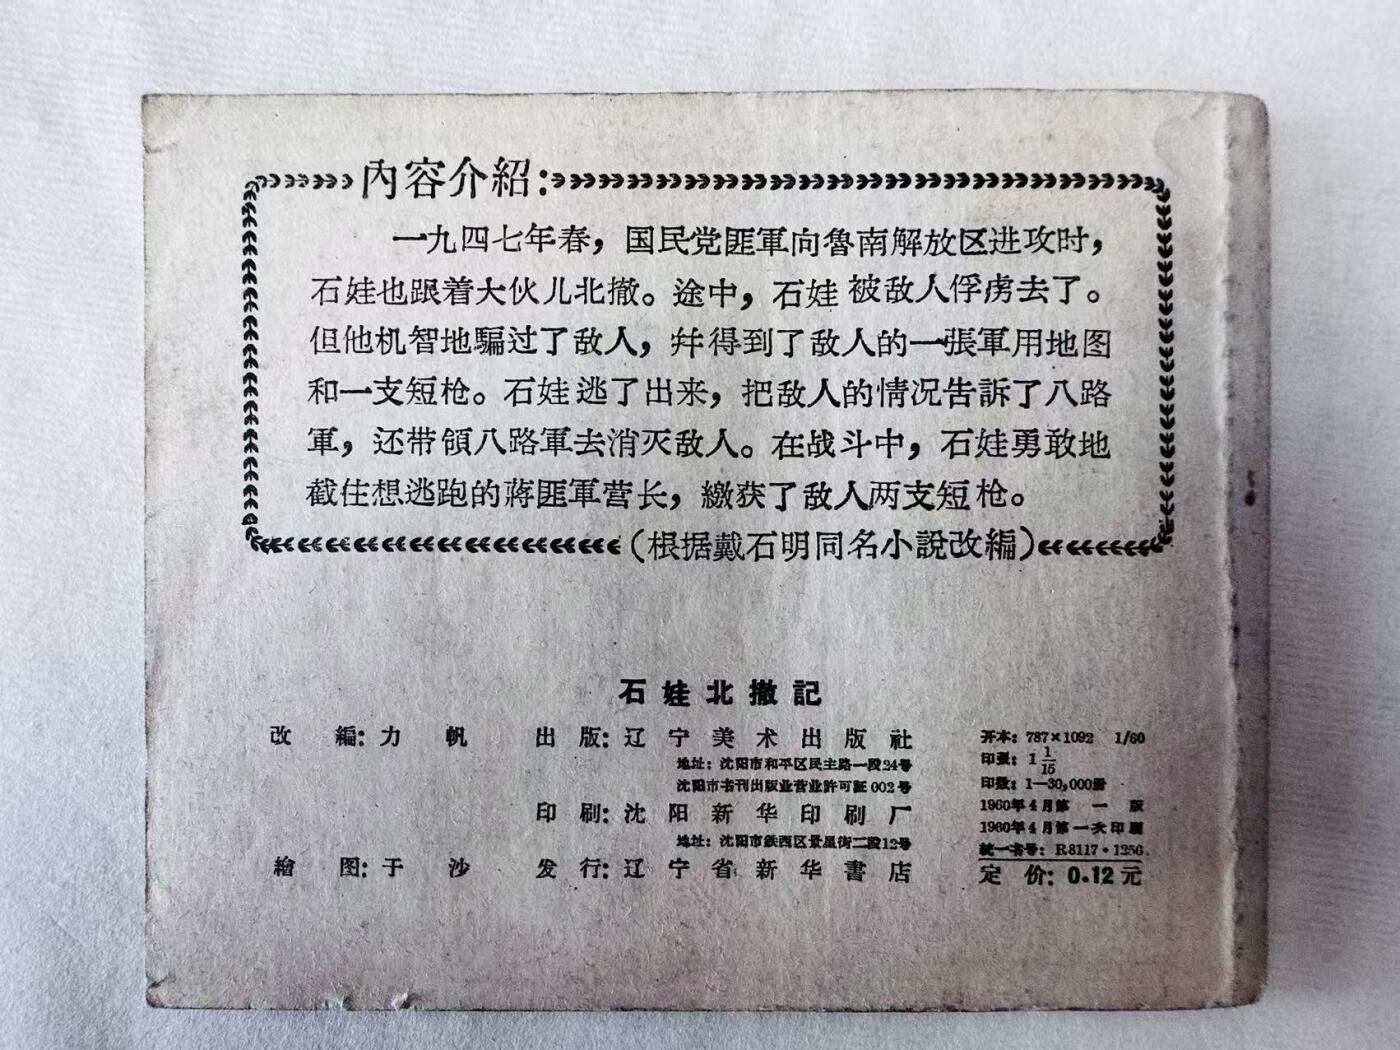 內容介紹：
一九四七年春，国民党匪軍向魯南解放区进攻时，
石娃也跟着大伙儿北撤。途中，石娃被敌人俘虏去了。
但他机智地騙过了敌人，幷得到了敌人的一張軍用地图
和一支短枪。石娃逃了出来，把敌人的情况告訴了八路
軍，还带領八路軍去消灭敌人。在战斗中，石娃勇敢地
截住想逃跑的蔣匪軍营长，繳获了敌人两支短枪。
（根据戴石明同名小說改編）
石娃北撤記
改編：力帆
出版：辽宁美术出版社
地址：沈阳市和平区民主路一段24号
沈阳市书刊出版业营业許可証002号
印刷：沈阳新华印刷厂
地址：沈阳市鉄西区景星街二段12号
繪图：于沙
发行：辽宁省新华書店
开本：787×1092 1/60
印張：1 1/15
印数：1—30,000册
1960年4月第一版
1960年4月第一次印刷
統一书号：R8117·1256
定价：0.12元